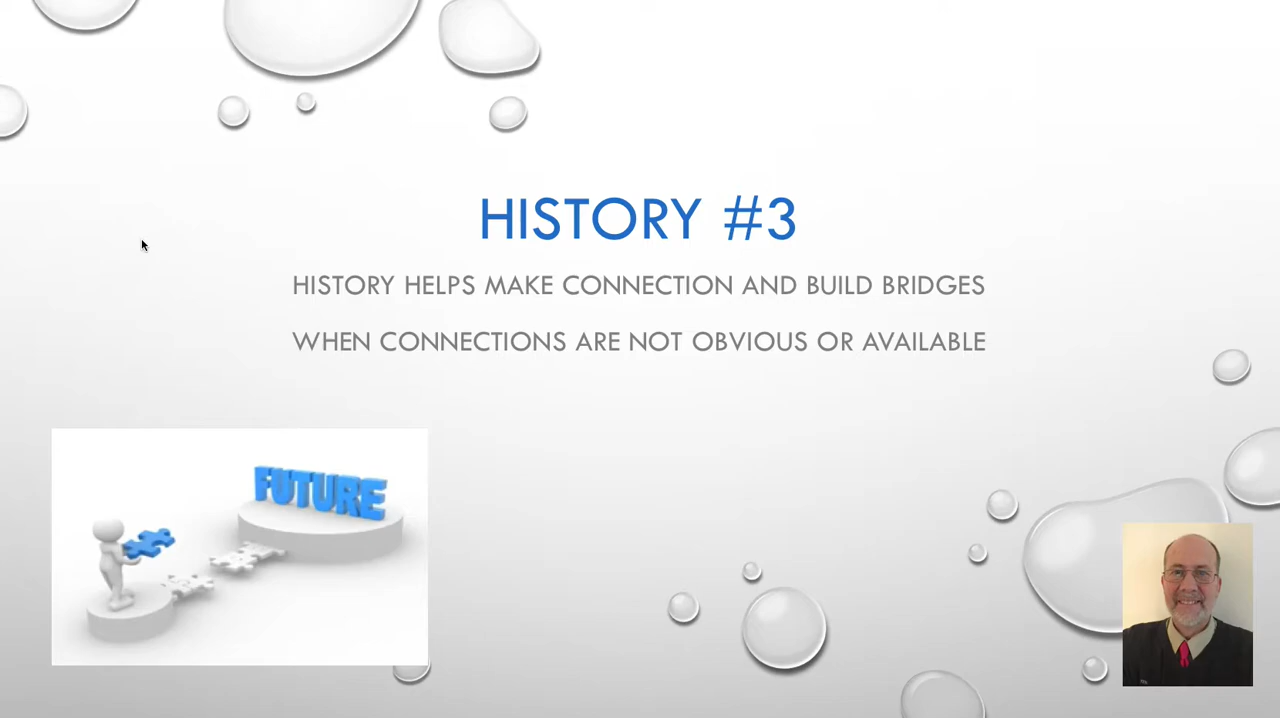 HISTORY #3
HISTORY HELPS MAKE CONNECTION AND BUILD BRIDGES
WHEN CONNECTIONS ARE NOT OBVIOUS OR AVAILABLE
FUTURE